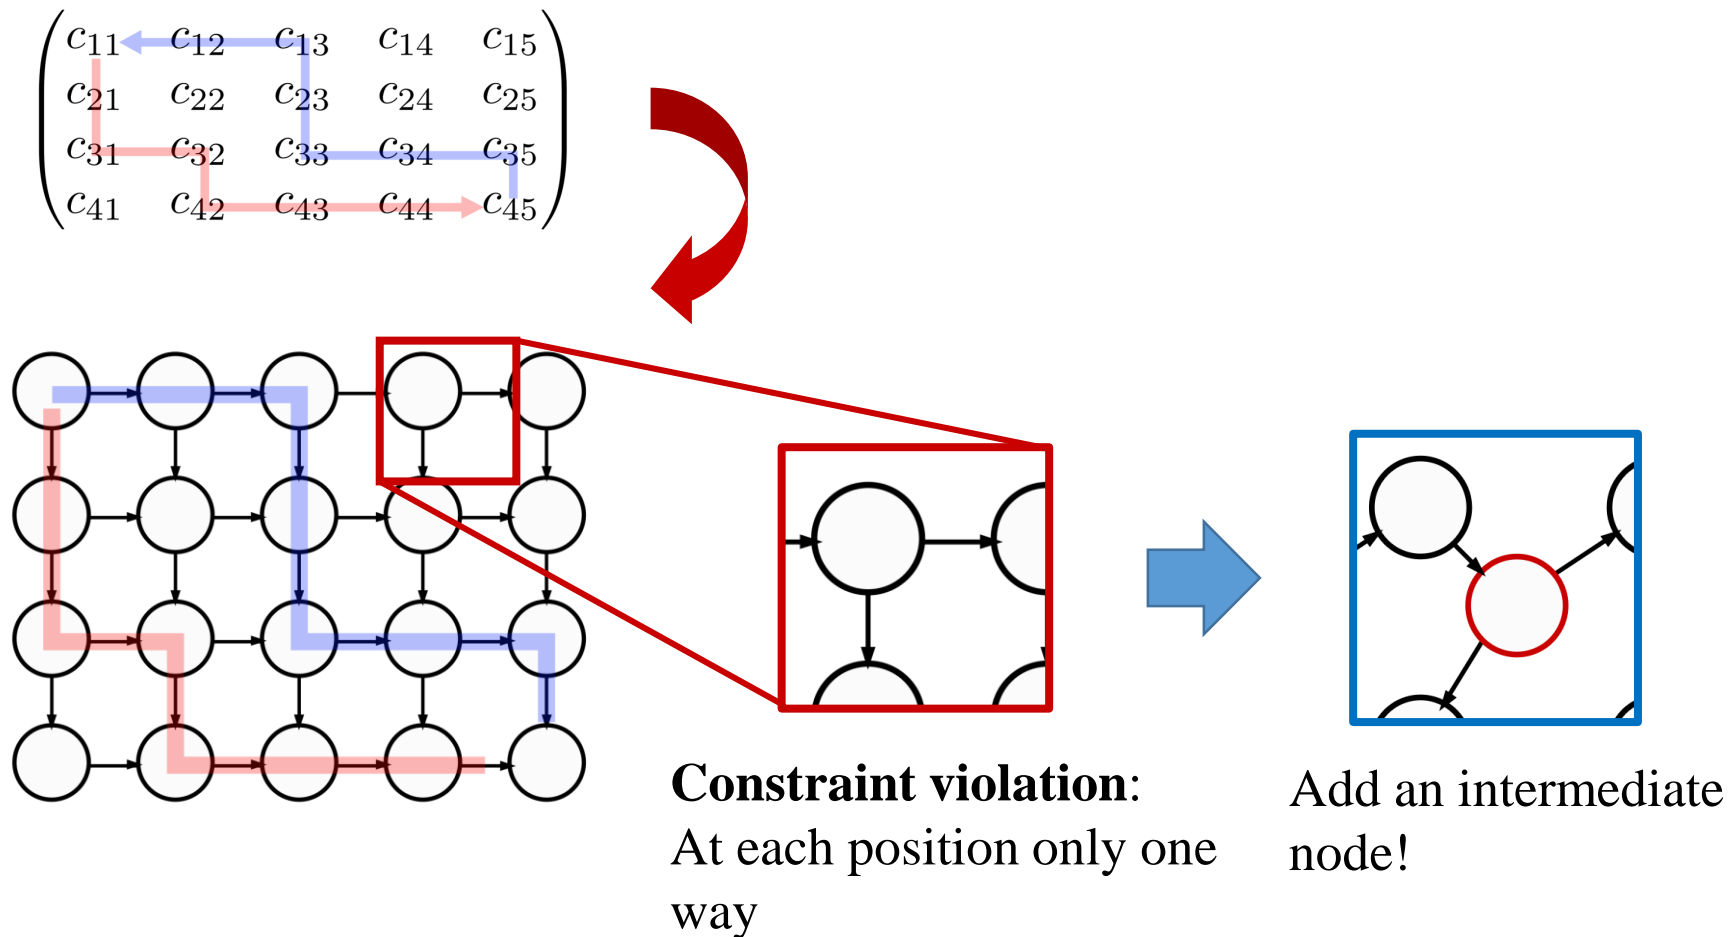 c11 c12 c13 c14 c15
c21 c22 c23 c24 c25
c31 c32 c33 c34 c35
c41 c42 c43 c44 c45
Constraint violation:
At each position only one
way
Add an intermediate
node!